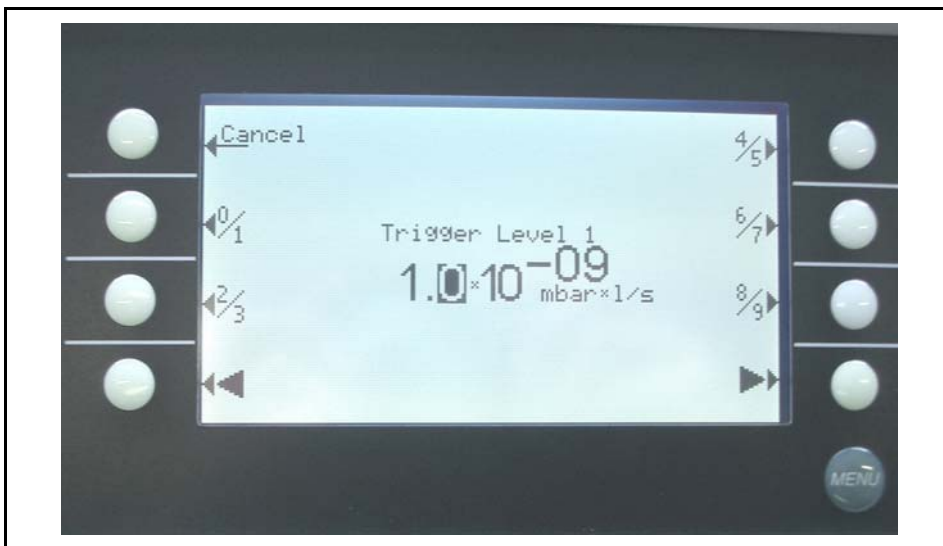 Cancel
4/5
0/1
Trigger Level 1
6/7
1.0×10⁻⁰⁹ mbar×l/s
2/3
8/9
MENU